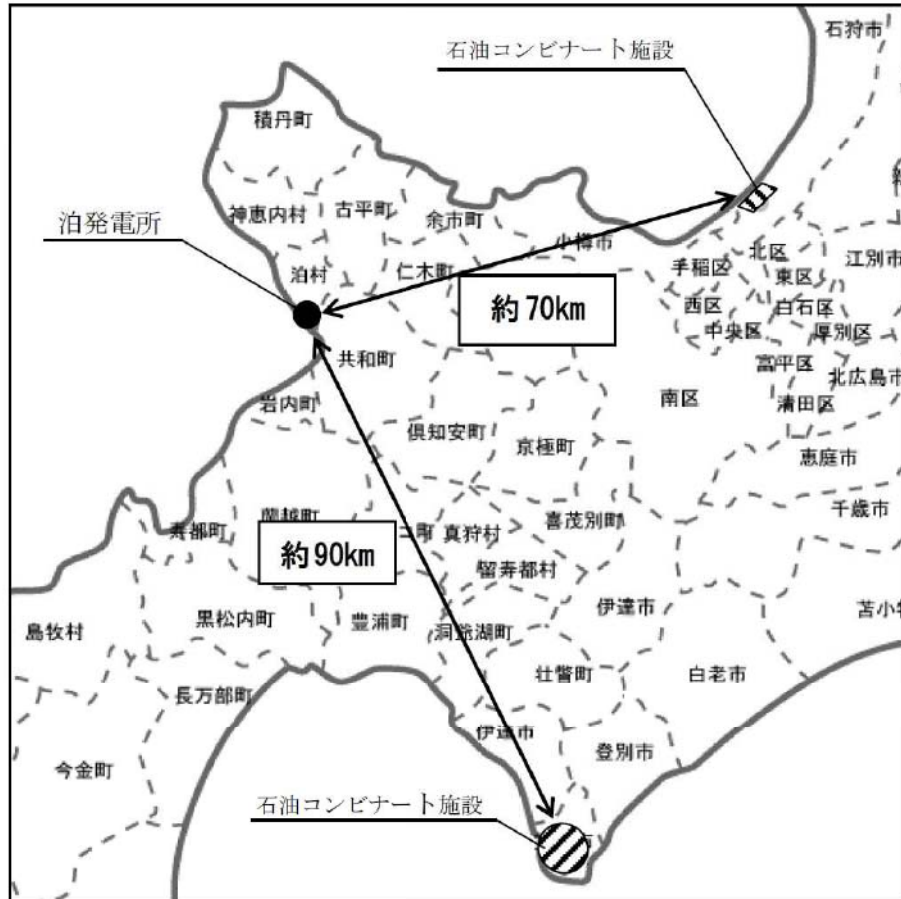 石狩市
石油コンビナート施設
積丹町
神恵内村
古平町
余市町
泊発電所
小樽市
泊村
仁木町
手稲区
北区
東区
江別市
約70km
西区
白石区
中央区
厚別区
共和町
富平区
北広島市
岩内町
南区
清田区
倶知安町
京極町
恵庭市
千歳市
蘭越町
寿都町
約90km
真狩村
喜茂別町
留寿都村
伊達市
苫小牧
島牧村
黒松内町
豊浦町
洞爺湖町
壮瞥町
白老市
長万部町
伊達市
登別市
今金町
石油コンビナート施設